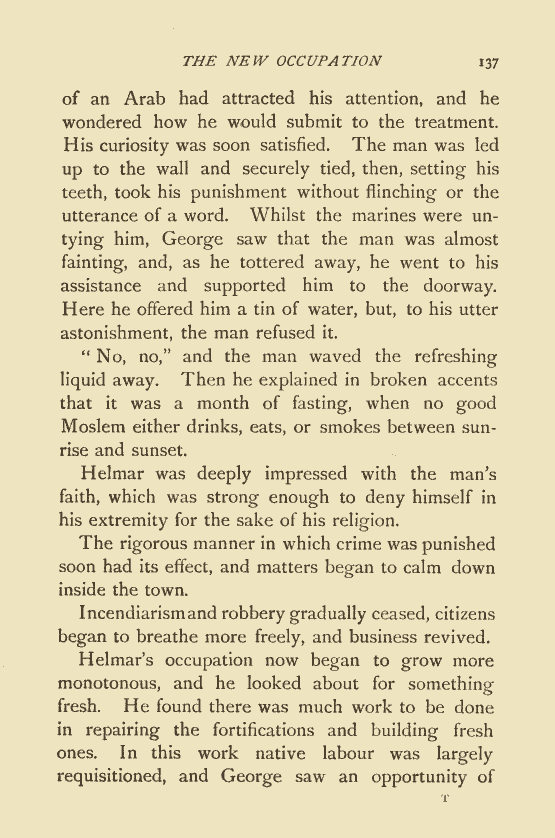 THE NEW OCCUPATION 137
of an Arab had attracted his attention, and he
wondered how he would submit to the treatment.
His curiosity was soon satisfied. The man was led
up to the wall and securely tied, then, setting his
teeth, took his punishment without flinching or the
utterance of a word. Whilst the marines were un-
tying him, George saw that the man was almost
fainting, and, as he tottered away, he went to his
assistance and supported him to the doorway.
Here he offered him a tin of water, but, to his utter
astonishment, the man refused it.
“No, no,” and the man waved the refreshing
liquid away. Then he explained in broken accents
that it was a month of fasting, when no good
Moslem either drinks, eats, or smokes between sun-
rise and sunset.
Helmar was deeply impressed with the man’s
faith, which was strong enough to deny himself in
his extremity for the sake of his religion.
The rigorous manner in which crime was punished
soon had its effect, and matters began to calm down
inside the town.
Incendiarism and robbery gradually ceased, citizens
began to breathe more freely, and business revived.
Helmar’s occupation now began to grow more
monotonous, and he looked about for something
fresh. He found there was much work to be done
in repairing the fortifications and building fresh
ones. In this work native labour was largely
requisitioned, and George saw an opportunity of
T